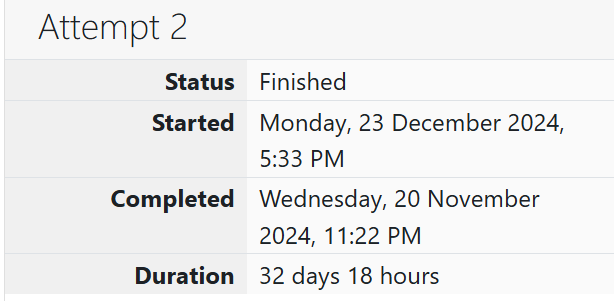 Attempt 2
Status Finished
Started Monday, 23 December 2024,
5:33 PM
Completed Wednesday, 20 November
2024, 11:22 PM
Duration 32 days 18 hours